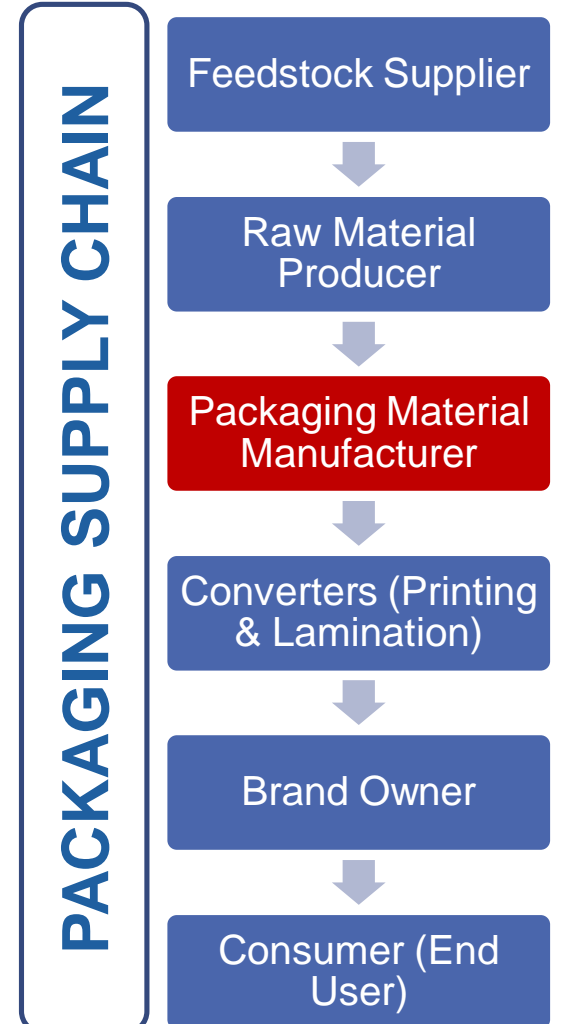 PACKAGING SUPPLY CHAIN
Feedstock Supplier
Raw Material
Producer
Packaging Material
Manufacturer
Converters (Printing
& Lamination)
Brand Owner
Consumer (End
User)